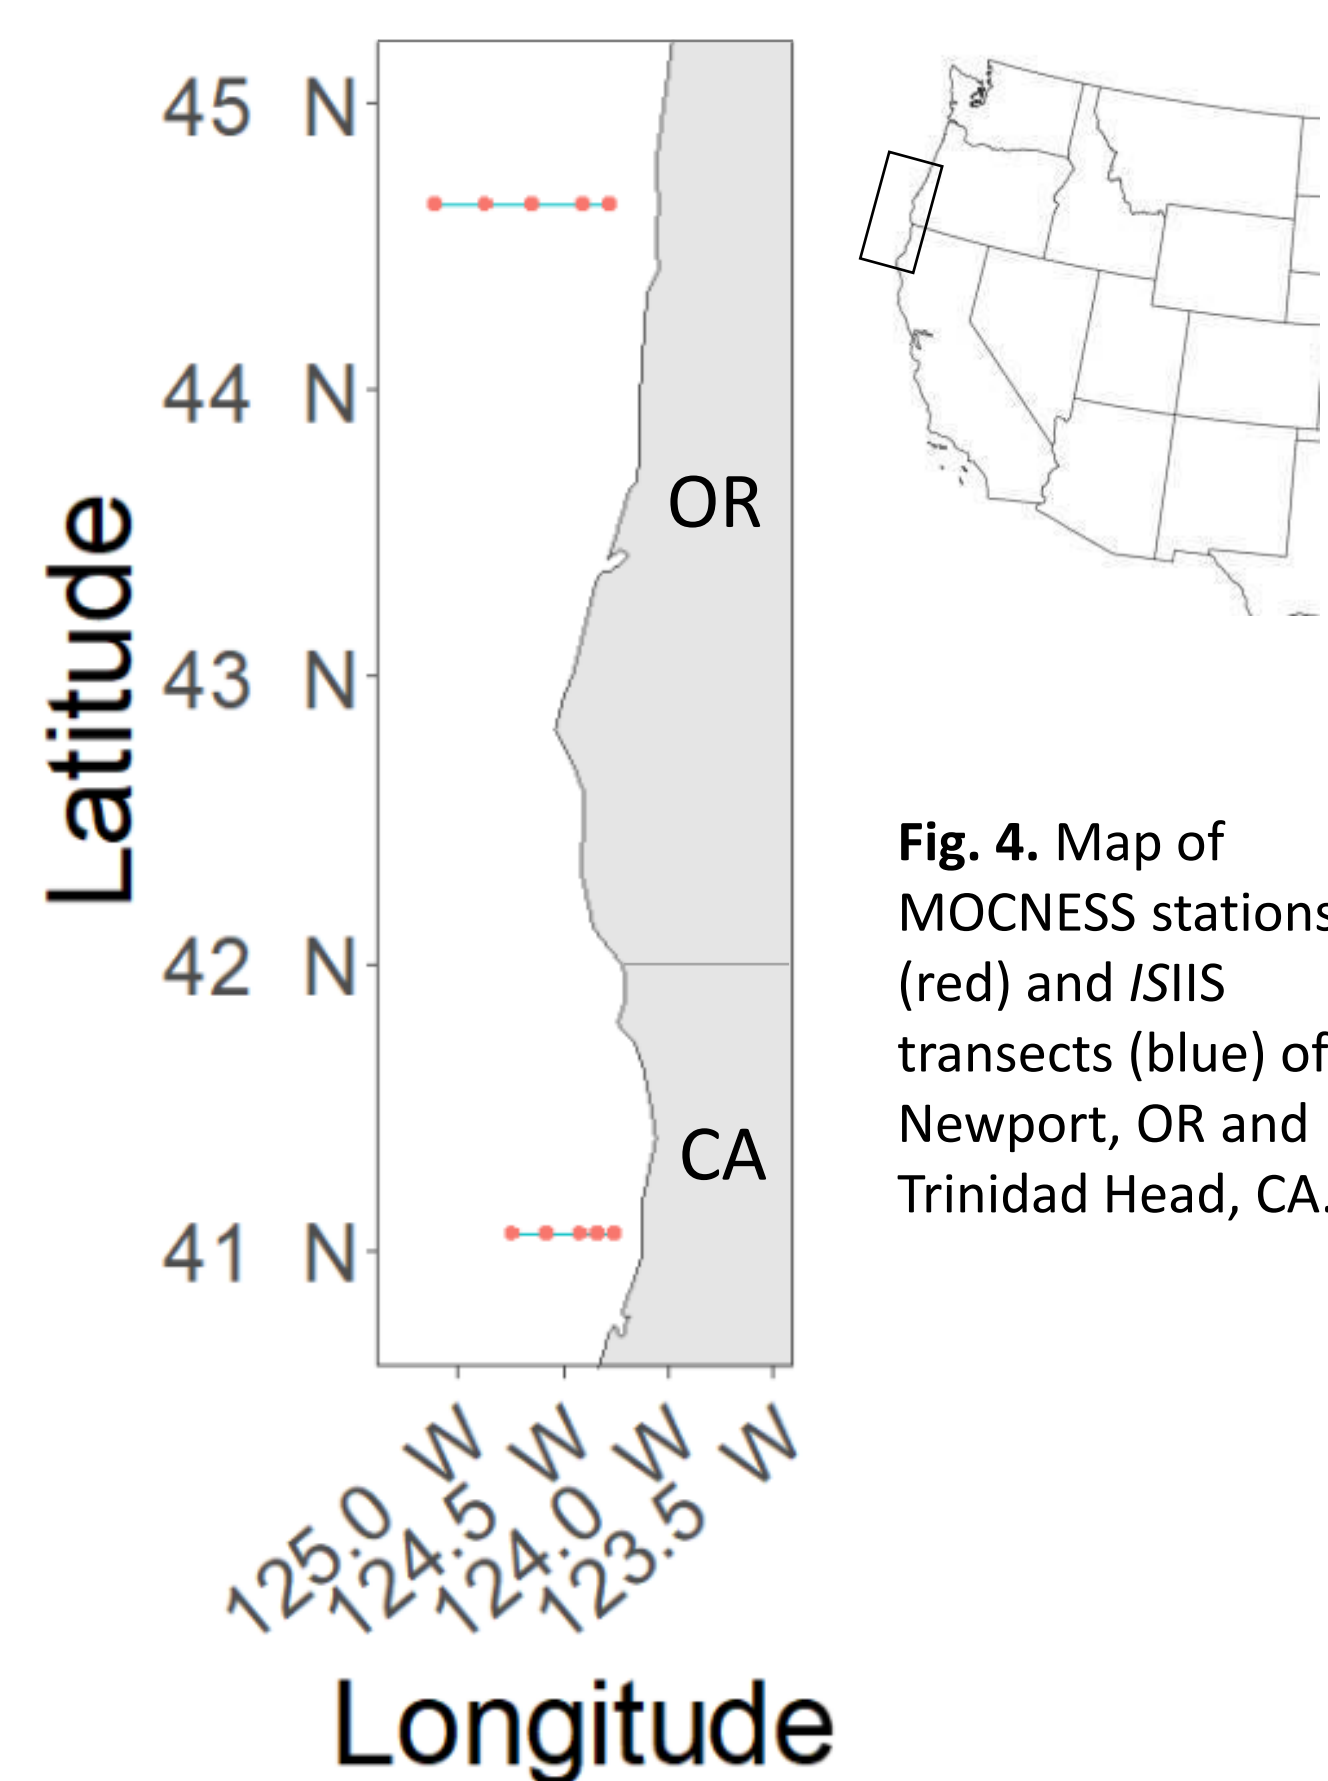 45 N
44 N
OR
43 N
Latitude
42 N
CA
41 N
125.0 W
124.5 W
124.0 W
123.5 W
Longitude
Fig. 4. Map of
MOCNESS stations
(red) and ISIIS
transects (blue) of
Newport, OR and
Trinidad Head, CA.